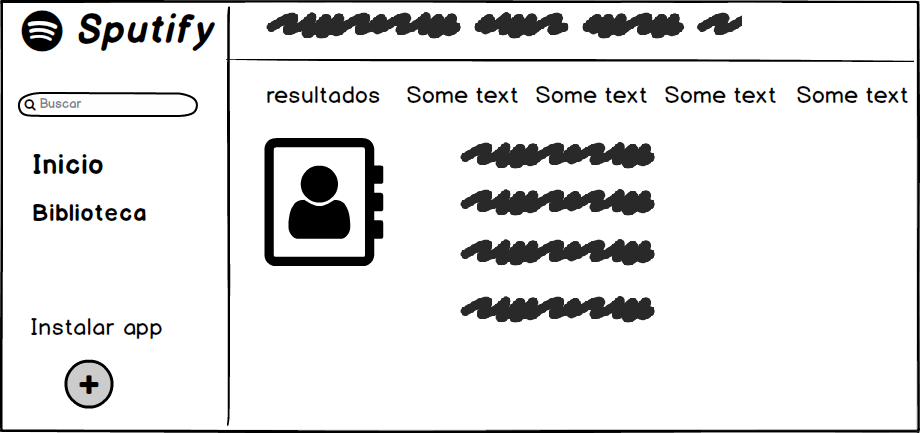 Sputify
Buscar
Inicio
Biblioteca
Instalar app
resultados Some text Some text Some text Some text